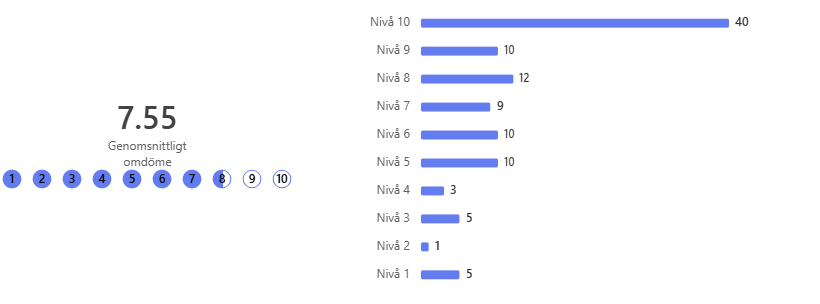 7.55
Genomsnittligt
omdöme
1 2 3 4 5 6 7 8 9 10
Nivå 10 40
Nivå 9 10
Nivå 8 12
Nivå 7 9
Nivå 6 10
Nivå 5 10
Nivå 4 3
Nivå 3 5
Nivå 2 1
Nivå 1 5